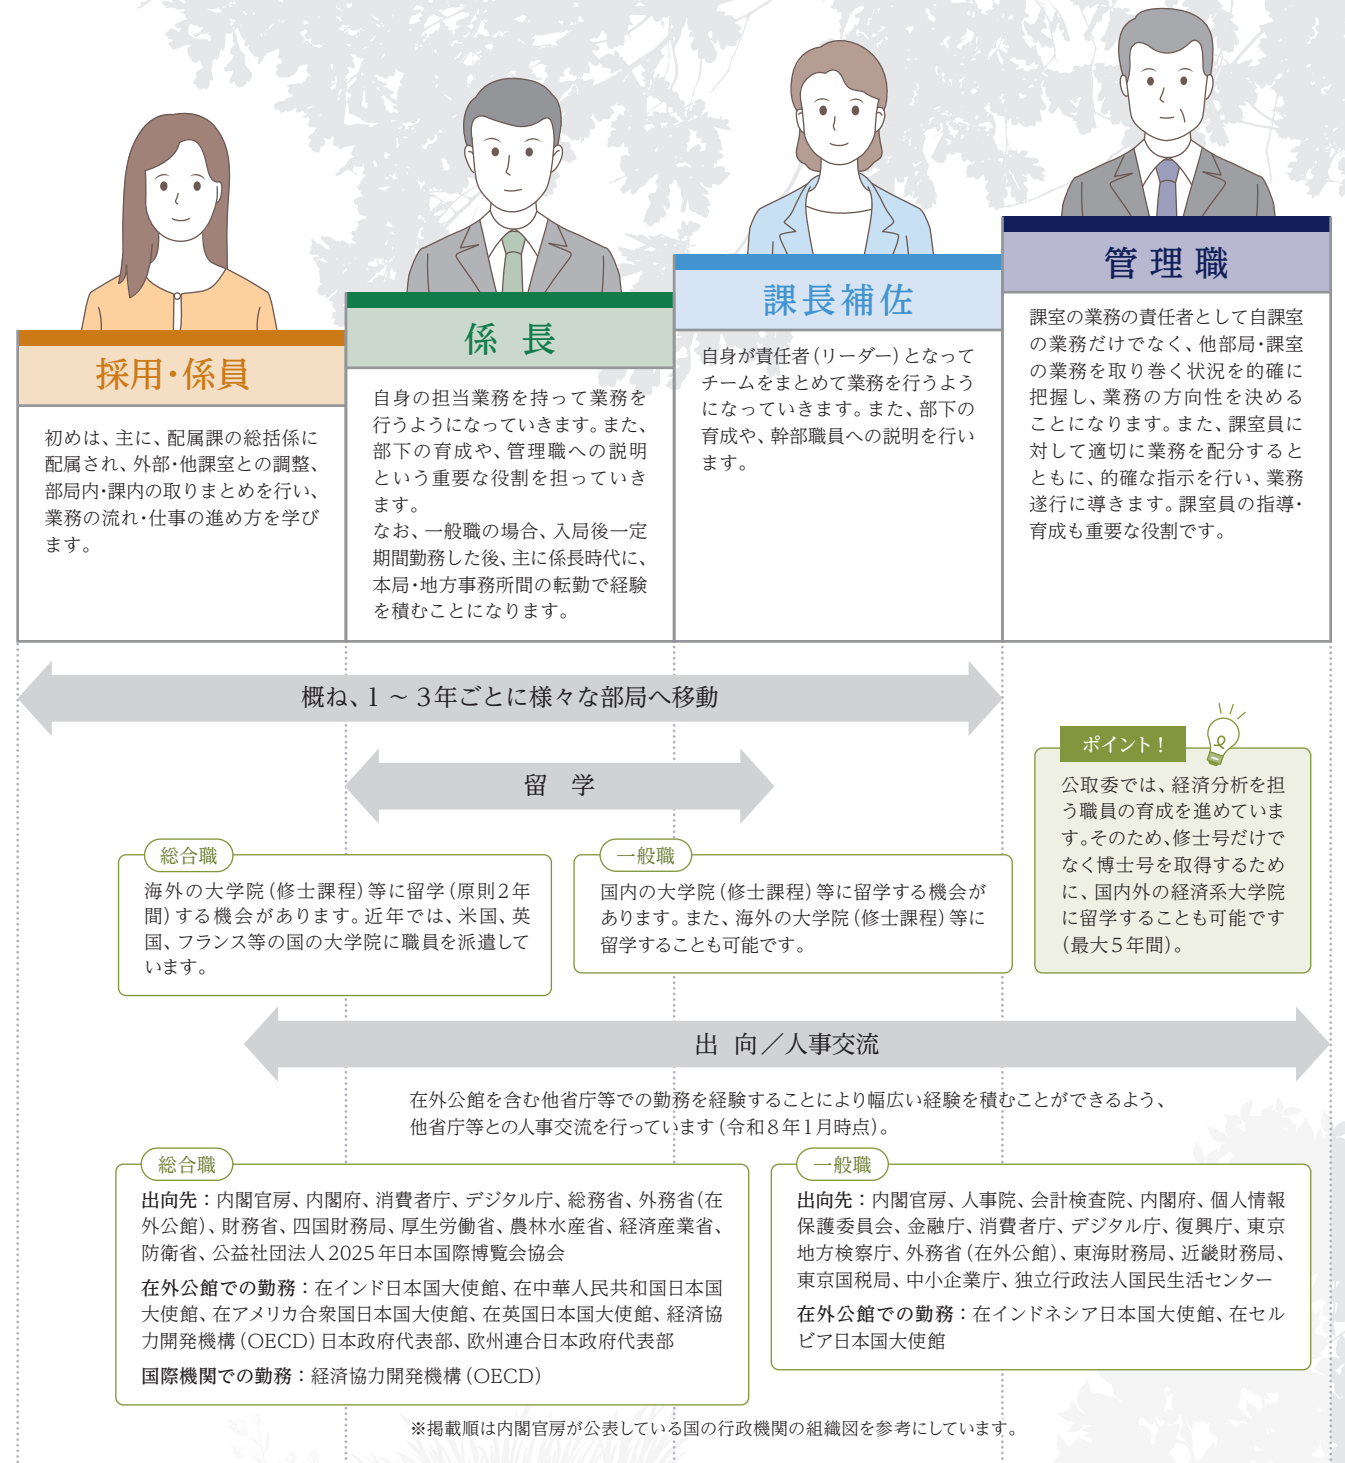 採用・係員
初めは、主に、配属課の総括係に
配属され、外部・他課室との調整、
部局内・課内の取りまとめを行い、
業務の流れ・仕事の進め方を学び
ます。
係 長
自身の担当業務を持って業務を
行うようになっていきます。また、
部下の育成や、管理職への説明
という重要な役割を担っていき
ます。
なお、一般職の場合、入局後一定
期間勤務した後、主に係長時代に、
本局・地方事務所間の転勤で経験
を積むことになります。
課長補佐
自身が責任者（リーダー）となって
チームをまとめて業務を行うよう
になっていきます。また、部下の
育成や、幹部職員への説明を行い
ます。
管理職
課室の業務の責任者として自課室
の業務だけでなく、他部局・課室
の業務を取り巻く状況を的確に
把握し、業務の方向性を決める
ことになります。また、課室員に
対して適切に業務を配分すると
ともに、的確な指示を行い、業務
遂行に導きます。課室員の指導・
育成も重要な役割です。
概ね、１～３年ごとに様々な部局へ移動
留 学
総合職
海外の大学院（修士課程）等に留学（原則2年
間）する機会があります。近年では、米国、英
国、フランス等の国の大学院に職員を派遣して
います。
一般職
国内の大学院（修士課程）等に留学する機会が
あります。また、海外の大学院（修士課程）等に
留学することも可能です。
ポイント！
公取委では、経済分析を担
う職員の育成を進めていま
す。そのため、修士号だけで
なく博士号を取得するため
に、国内外の経済系大学院
に留学することも可能です
（最大５年間）。
出 向／人事交流
在外公館を含む他省庁等での勤務を経験することにより幅広い経験を積むことができるよう、
他省庁等との人事交流を行っています（令和８年１月時点）。
総合職
出向先：内閣官房、内閣府、消費者庁、デジタル庁、総務省、外務省（在
外公館）、財務省、四国財務局、厚生労働省、農林水産省、経済産業省、
防衛省、公益社団法人2025年日本国際博覧会協会
在外公館での勤務：在インド日本国大使館、在中華人民共和国日本国
大使館、在アメリカ合衆国日本国大使館、在英国日本国大使館、経済協
力開発機構（OECD）日本政府代表部、欧州連合日本政府代表部
国際機関での勤務：経済協力開発機構（OECD）
一般職
出向先：内閣官房、人事院、会計検査院、内閣府、個人情報
保護委員会、金融庁、消費者庁、デジタル庁、復興庁、東京
地方検察庁、外務省（在外公館）、東海財務局、近畿財務局、
東京国税局、中小企業庁、独立行政法人国民生活センター
在外公館での勤務：在インドネシア日本国大使館、在セル
ビア日本国大使館
※掲載順は内閣官房が公表している国の行政機関の組織図を参考にしています。